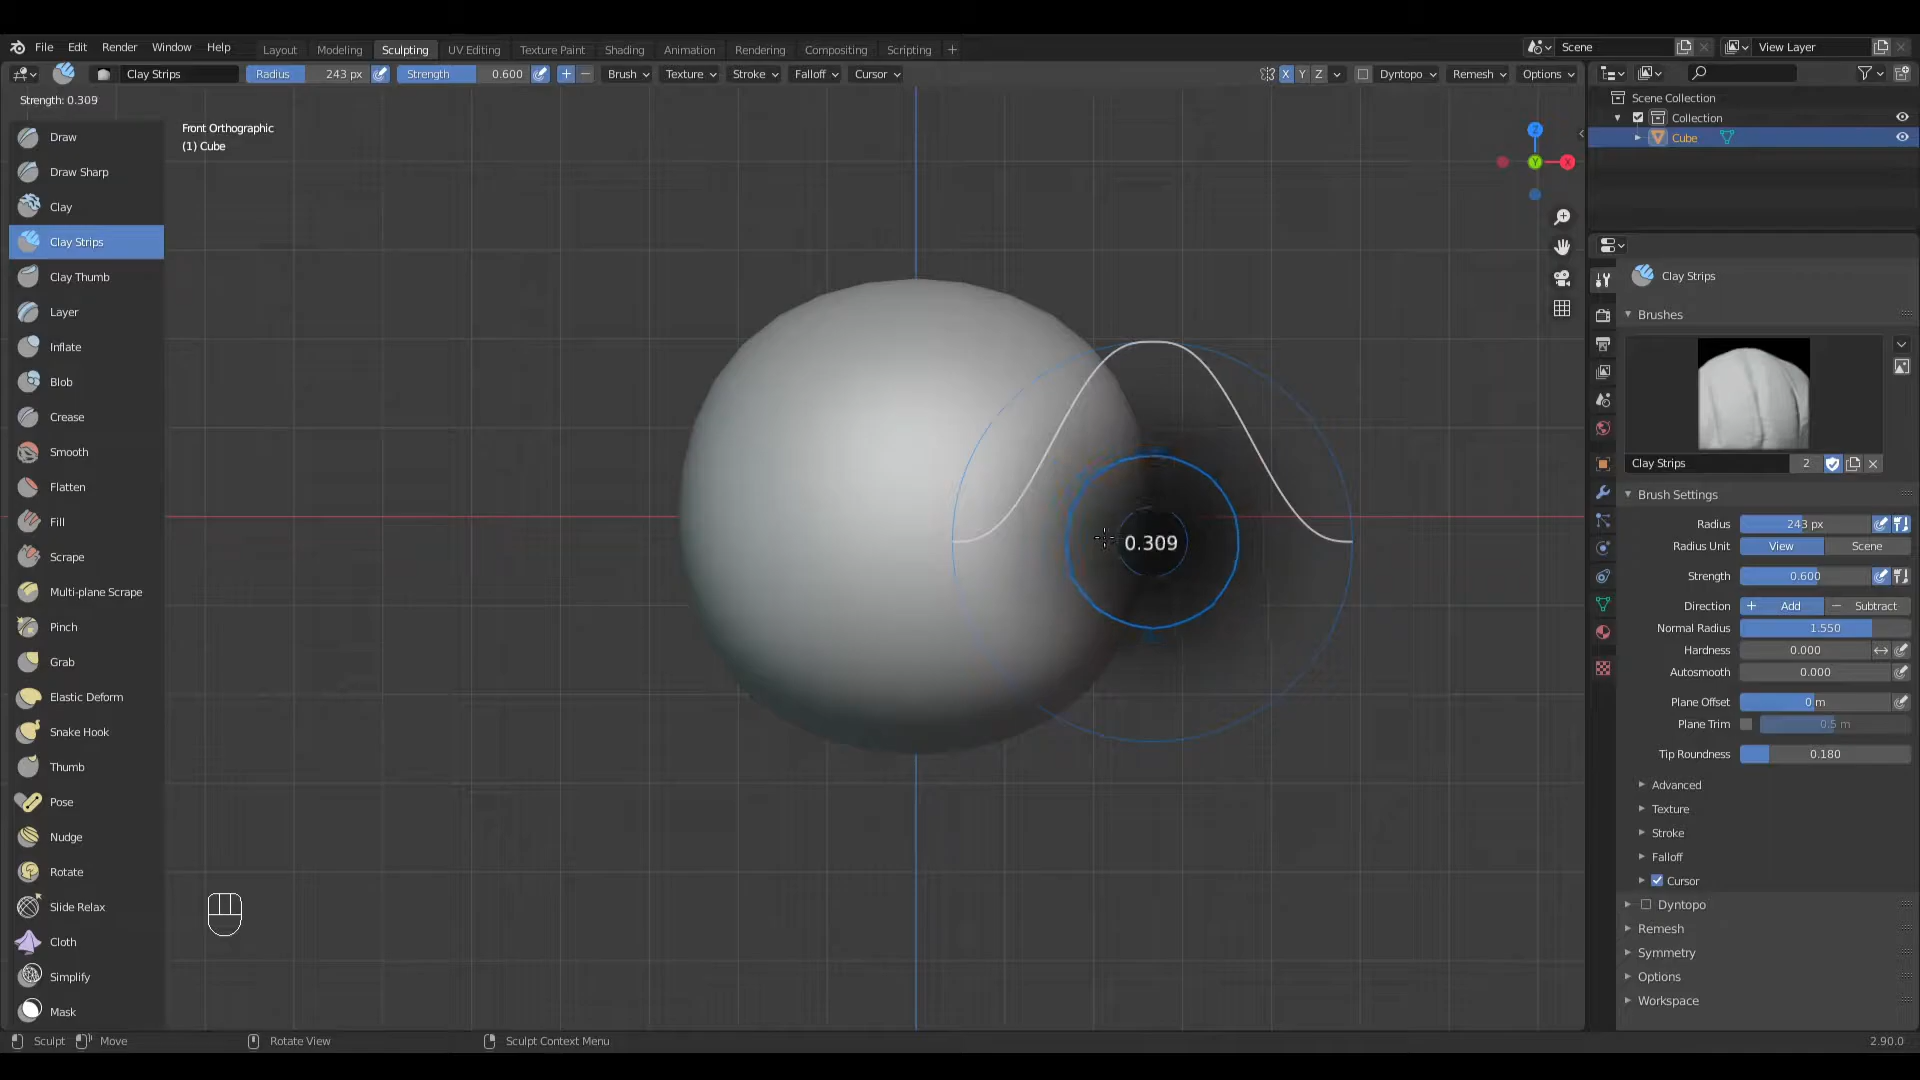 File Edit Render Window Help Layout Modeling Sculpting UV Editing Texture Paint Shading Animation Rendering Compositing Scripting + Scene View Layer
Clay Strips Radius 243 px Strength 0.600 + − Brush Texture Stroke Falloff Cursor X Y Z Dyntopo Remesh Options
Strength: 0.309
Front Orthographic
(1) Cube
Draw
Draw Sharp
Clay
Clay Strips
Clay Thumb
Layer
Inflate
Blob
Crease
Smooth
Flatten
Fill
Scrape
Multi-plane Scrape
Pinch
Grab
Elastic Deform
Snake Hook
Thumb
Pose
Nudge
Rotate
Slide Relax
Cloth
Simplify
Mask
0.309
Z
Y X
Scene Collection
Collection
Cube
Clay Strips
Brushes
Clay Strips 2
Brush Settings
Radius 243 px
Radius Unit View Scene
Strength 0.600
Direction + Add − Subtract
Normal Radius 1.550
Hardness 0.000
Autosmooth 0.000
Plane Offset 0 m
Plane Trim 0.5 m
Tip Roundness 0.180
Advanced
Texture
Stroke
Falloff
Cursor
Dyntopo
Remesh
Symmetry
Options
Workspace
Sculpt Move Rotate View Sculpt Context Menu 2.90.0